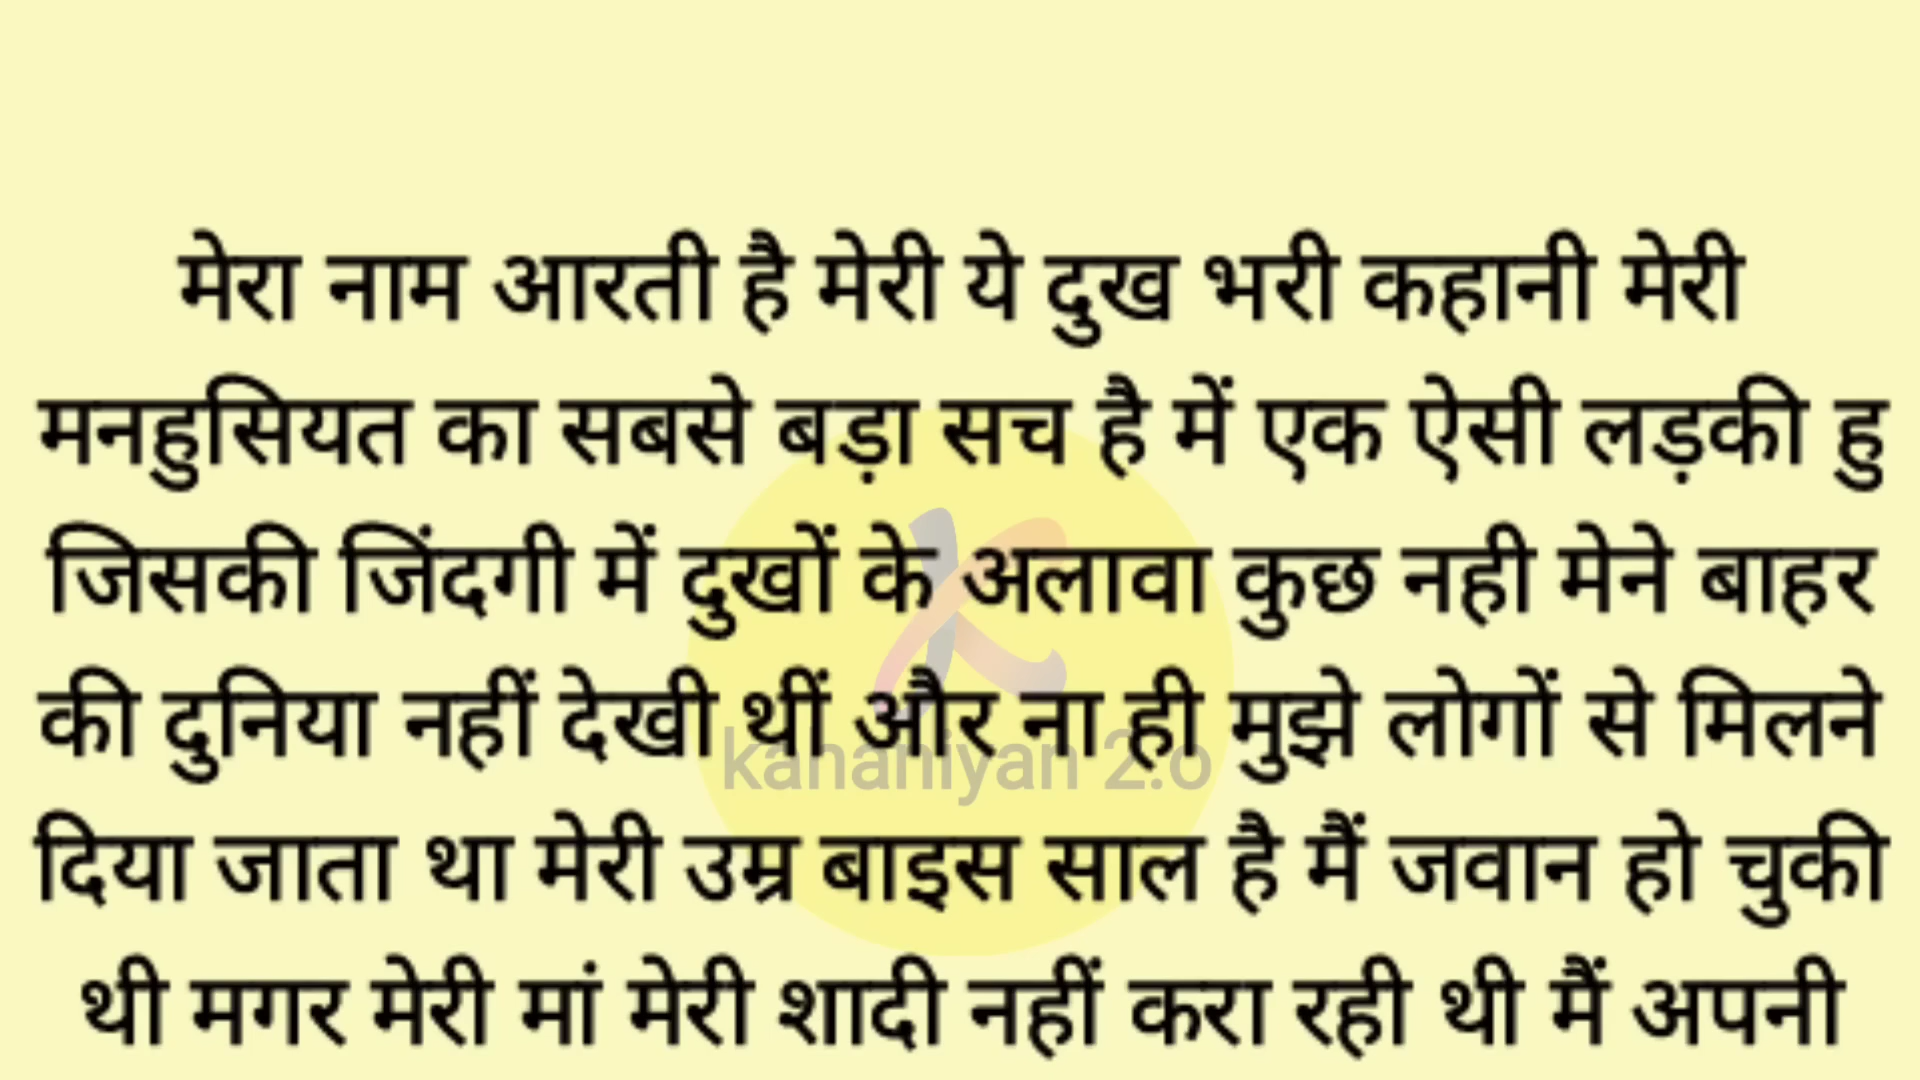 मेरा नाम आरती है मेरी ये दुख भरी कहानी मेरी
मनहुसियत का सबसे बड़ा सच है में एक ऐसी लड़की हु
जिसकी जिंदगी में दुखों के अलावा कुछ नही मेने बाहर
की दुनिया नहीं देखी थीं और ना ही मुझे लोगों से मिलने
kahaniyan 2.o
दिया जाता था मेरी उम्र बाइस साल है मैं जवान हो चुकी
थी मगर मेरी मां मेरी शादी नहीं करा रही थी मैं अपनी